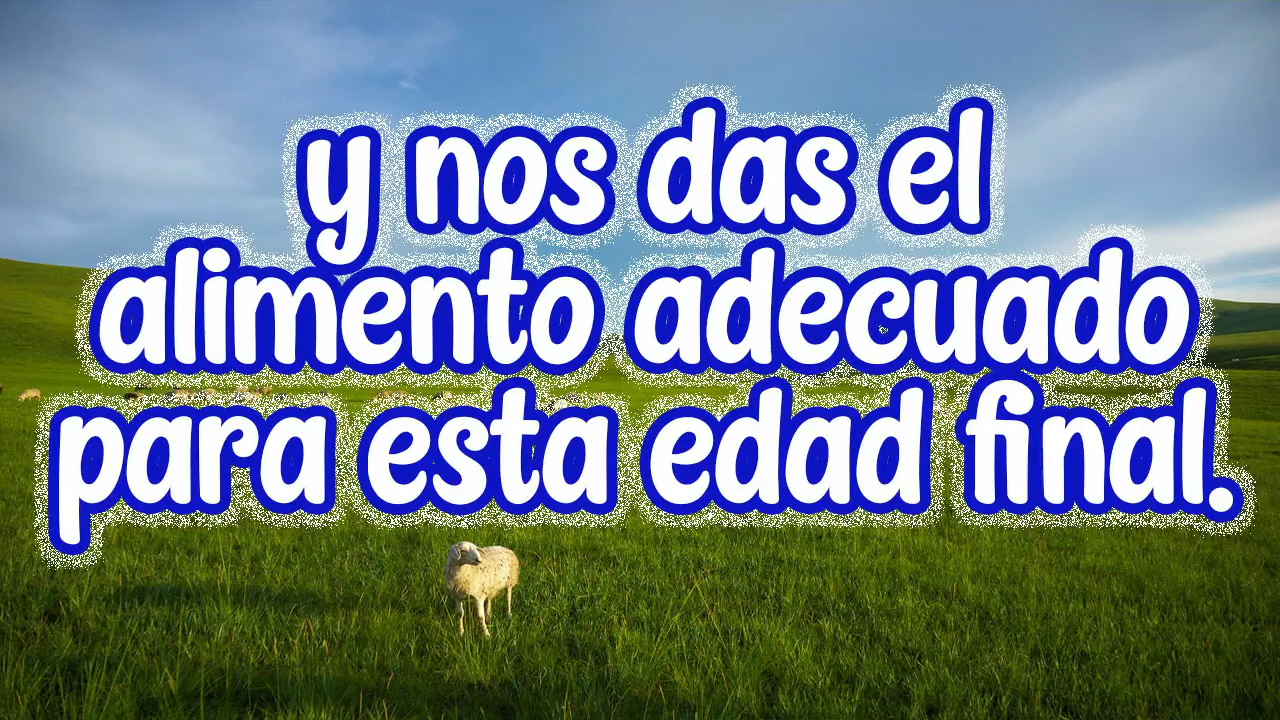 y nos das el
alimento adecuado
para esta edad final.